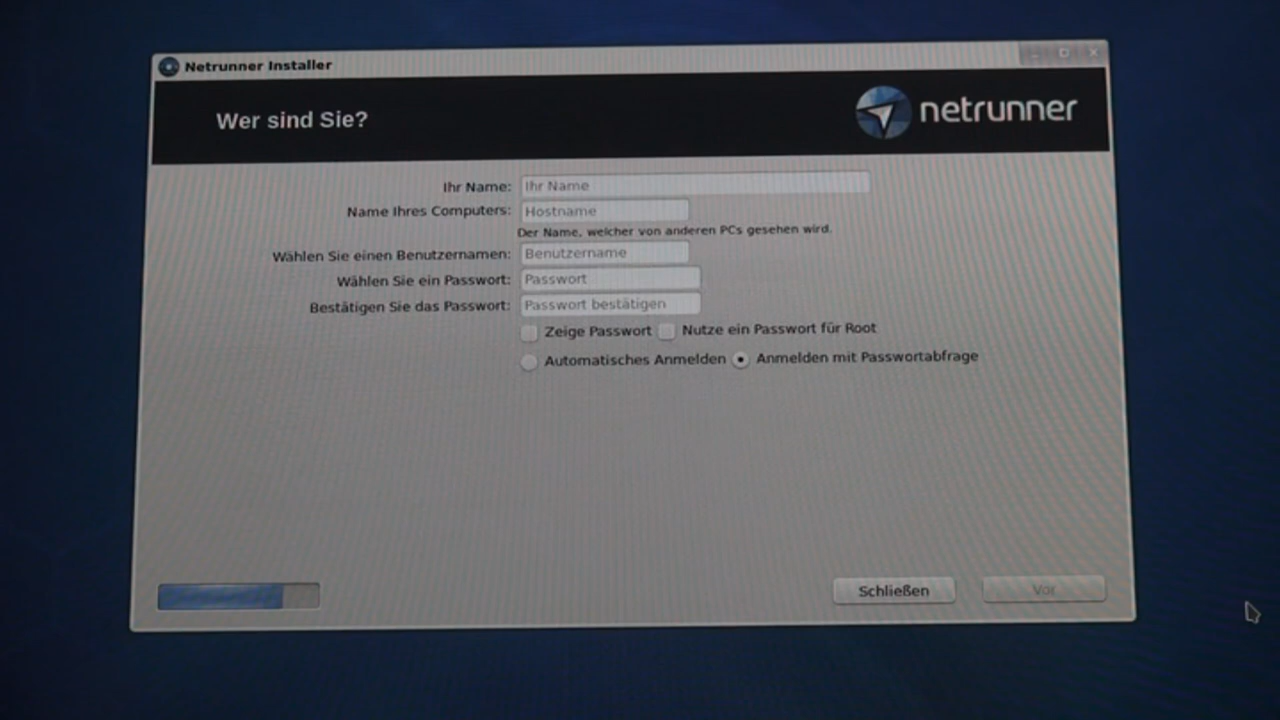 Netrunner Installer
Wer sind Sie?
netrunner
Ihr Name: Ihr Name
Name Ihres Computers: Hostname
Der Name, welcher von anderen PCs gesehen wird.
Wählen Sie einen Benutzernamen: Benutzername
Wählen Sie ein Passwort: Passwort
Bestätigen Sie das Passwort: Passwort bestätigen
Zeige Passwort Nutze ein Passwort für Root
Automatisches Anmelden Anmelden mit Passwortabfrage
Schließen Vor